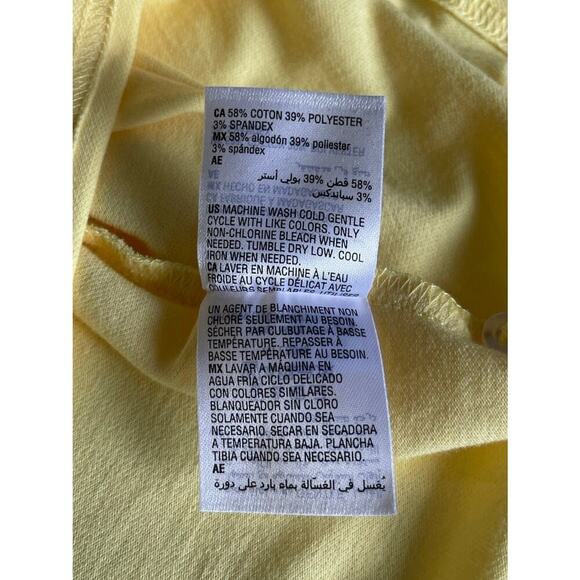 CA 58% COTON 39% POLYESTER
3% SPANDEX
MX 58% algodón 39% poliester
3% spándex
AE
58% قطن 39% بولي أستر
3% سباندكس
US MACHINE WASH COLD GENTLE
CYCLE WITH LIKE COLORS. ONLY
NON-CHLORINE BLEACH WHEN
NEEDED. TUMBLE DRY LOW. COOL
IRON WHEN NEEDED.
CA LAVER EN MACHINE À L'EAU
FROIDE AU CYCLE DÉLICAT AVEC
COULEURS SEMBLABLES. UTILISER
UN AGENT DE BLANCHIMENT NON
CHLORÉ SEULEMENT AU BESOIN.
SÉCHER PAR CULBUTAGE À BASSE
TEMPÉRATURE. REPASSER À
BASSE TEMPÉRATURE AU BESOIN.
MX LAVAR A MÁQUINA EN
AGUA FRÍA CICLO DELICADO
CON COLORES SIMILARES.
BLANQUEADOR SIN CLORO
SOLAMENTE CUANDO SEA
NECESARIO. SECAR EN SECADORA
A TEMPERATURA BAJA. PLANCHA
TIBIA CUANDO SEA NECESARIO.
AE
يُغسل في الغسالة بماء بارد على دورة